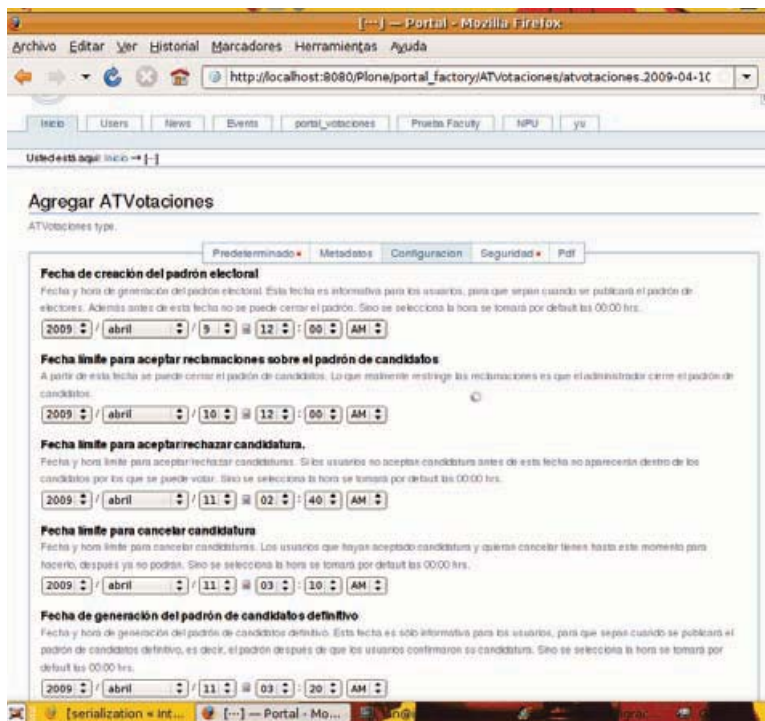 [---] — Portal - Mozilla Firefox
Archivo Editar Ver Historial Marcadores Herramientas Ayuda
http://localhost:8080/Plone/portal_factory/ATVotaciones/atvotaciones.2009-04-10
Inicio Users News Events portal_votaciones Prueba Faculty NPU yu
Usted está aquí: Inicio → [...]
Agregar ATVotaciones
ATVotaciones type.
Predeterminado Metadatos Configuracion Seguridad Pdf
Fecha de creación del padrón electoral
Fecha y hora de generación del padrón electoral. Esta fecha es informativa para los usuarios, para que sepan cuando se publicará el padrón de
electores. Además antes de esta fecha no se puede cerrar el padrón. Sino se selecciona la hora se tomará por default las 00:00 hrs.
2009 / abril / 9 12 : 00 AM
Fecha límite para aceptar reclamaciones sobre el padrón de candidatos
A partir de esta fecha se puede cerrar el padrón de candidatos. Lo que realmente restringe las reclamaciones es que el administrador cierre el padrón de
candidatos.
2009 / abril / 10 12 : 00 AM
Fecha límite para aceptar/rechazar candidatura.
Fecha y hora límite para aceptar/rechazar candidaturas. Si los usuarios no aceptan candidatura antes de esta fecha no aparecerán dentro de los
candidatos por los que se puede votar. Sino se selecciona la hora se tomará por default las 00:00 hrs.
2009 / abril / 11 02 : 40 AM
Fecha límite para cancelar candidatura
Fecha y hora límite para cancelar candidaturas. Los usuarios que hayan aceptado candidatura y quieran cancelar tienen hasta este momento para
hacerlo, después ya no podrán. Sino se selecciona la hora se tomará por default las 00:00 hrs.
2009 / abril / 11 03 : 10 AM
Fecha de generación del padrón de candidatos definitivo
Fecha y hora de generación del padrón de candidatos definitivo. Esta fecha es sólo informativa para los usuarios, para que sepan cuándo se publicará el
padrón de candidatos definitivo, es decir, el padrón después de que los usuarios confirmaron su candidatura. Sino se selecciona la hora se tomará por
default las 00:00 hrs.
2009 / abril / 11 03 : 20 AM
[serialization « Int... [---] — Portal - Mo...